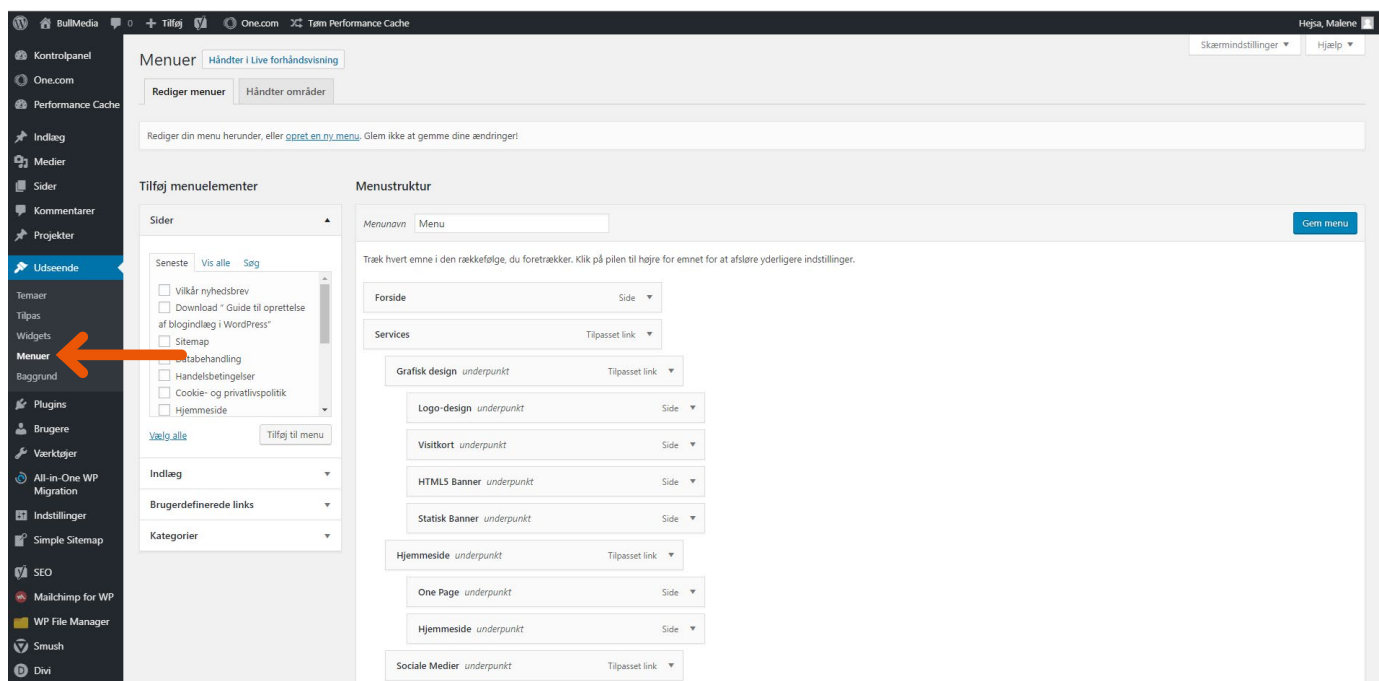 BullMedia 0 Tilføj One.com Tøm Performance Cache Hejsa, Malene
Kontrolpanel
One.com
Performance Cache
Indlæg
Medier
Sider
Kommentarer
Projekter
Udseende
Temaer
Tilpas
Widgets
Menuer
Baggrund
Plugins
Brugere
Værktøjer
All-in-One WP
Migration
Indstillinger
Simple Sitemap
SEO
Mailchimp for WP
WP File Manager
Smush
Divi
Skærmindstillinger Hjælp
Menuer Håndter i Live forhåndsvisning
Rediger menuer Håndter områder
Rediger din menu herunder, eller opret en ny menu. Glem ikke at gemme dine ændringer!
Tilføj menuelementer
Sider
Seneste Vis alle Søg
Vilkår nyhedsbrev
Download " Guide til oprettelse
af blogindlæg i WordPress"
Sitemap
Databehandling
Handelsbetingelser
Cookie- og privatlivspolitik
Hjemmeside
Vælg alle Tilføj til menu
Indlæg
Brugerdefinerede links
Kategorier
Menustruktur
Menunavn Menu Gem menu
Træk hvert emne i den rækkefølge, du foretrækker. Klik på pilen til højre for emnet for at afsløre yderligere indstillinger.
Forside Side
Services Tilpasset link
Grafisk design underpunkt Tilpasset link
Logo-design underpunkt Side
Visitkort underpunkt Side
HTML5 Banner underpunkt Side
Statisk Banner underpunkt Side
Hjemmeside underpunkt Tilpasset link
One Page underpunkt Side
Hjemmeside underpunkt Side
Sociale Medier underpunkt Tilpasset link